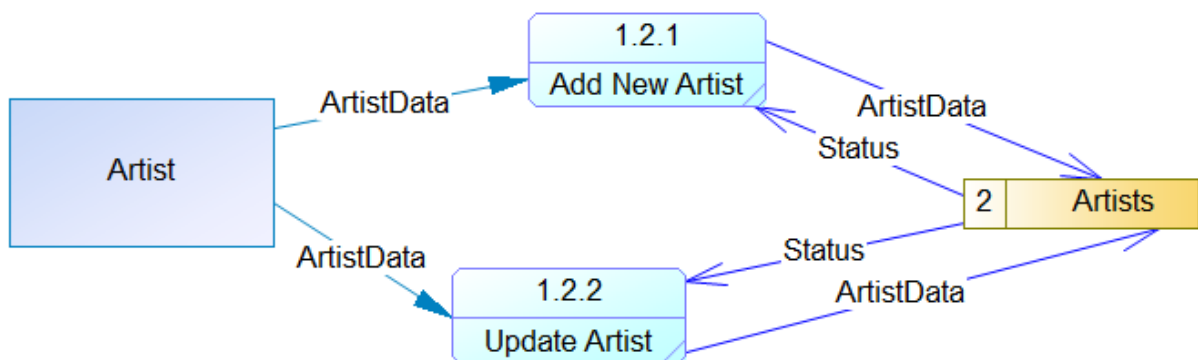 1.2.1
Add New Artist
ArtistData
ArtistData
Status
Artist
2
Artists
ArtistData
Status
ArtistData
1.2.2
Update Artist